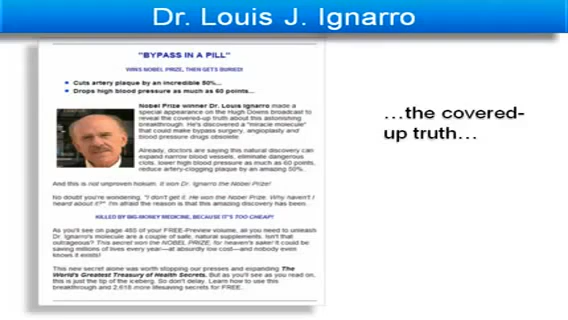 Dr. Louis J. Ignarro
"BYPASS IN A PILL"
WINS NOBEL PRIZE, THEN GETS BURIED!
Cuts artery plaque by an incredible 50%...
Drops high blood pressure as much as 60 points...
Nobel Prize winner Dr. Louis Ignarro made a
special appearance on the Hugh Downs broadcast to
reveal the covered-up truth about this astonishing
breakthrough. He's discovered a "miracle molecule"
that could make bypass surgery, angioplasty and
blood pressure drugs obsolete.
Already, doctors are saying this natural discovery can
expand narrow blood vessels, eliminate dangerous
clots, lower high blood pressure as much as 60 points,
reduce artery-clogging plaque by an amazing 50%.
And this is not unproven hokum. It won Dr. Ignarro the Nobel Prize!
No doubt you're wondering, "I don't get it. He won the Nobel Prize. Why haven't I
heard about it?" I'm afraid the reason is that this amazing discovery has been
KILLED BY BIG-MONEY MEDICINE, BECAUSE IT'S TOO CHEAP!
As you'll see on page 465 of your FREE-Preview volume, all you need to unleash
Dr. Ignarro's molecule are a couple of safe, natural supplements. Isn't that
outrageous? This secret won the NOBEL PRIZE, for heaven's sake! It could be
saving millions of lives every year—at absurdly low cost—and nobody even
knows it exists!
This new secret alone was worth stopping our presses and expanding The
World's Greatest Treasury of Health Secrets. But as you'll see as you read on,
this is just the tip of the iceberg. So don't delay. Learn how to use this
breakthrough and 2,618 more lifesaving secrets for FREE.
…the covered-
up truth…